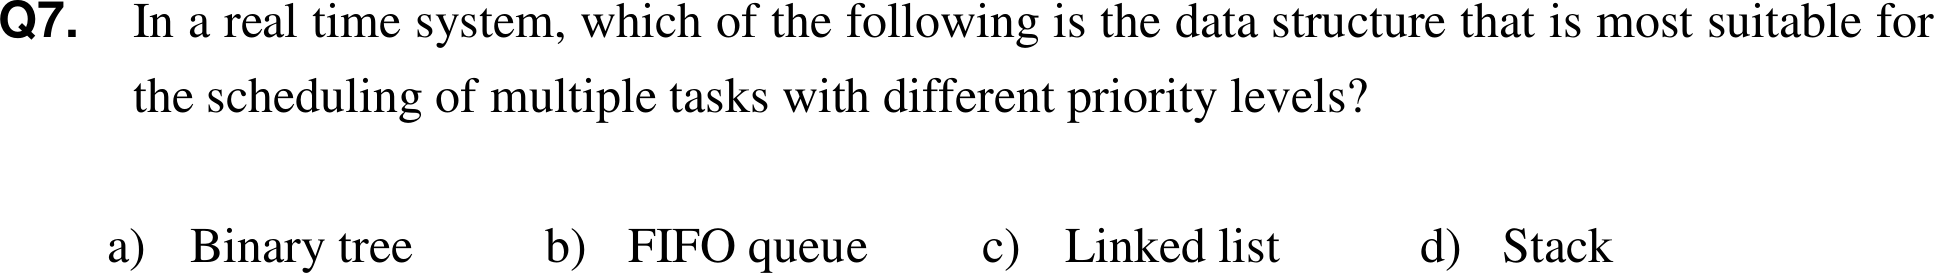 Q7. In a real time system, which of the following is the data structure that is most suitable for
the scheduling of multiple tasks with different priority levels?
a) Binary tree b) FIFO queue c) Linked list d) Stack